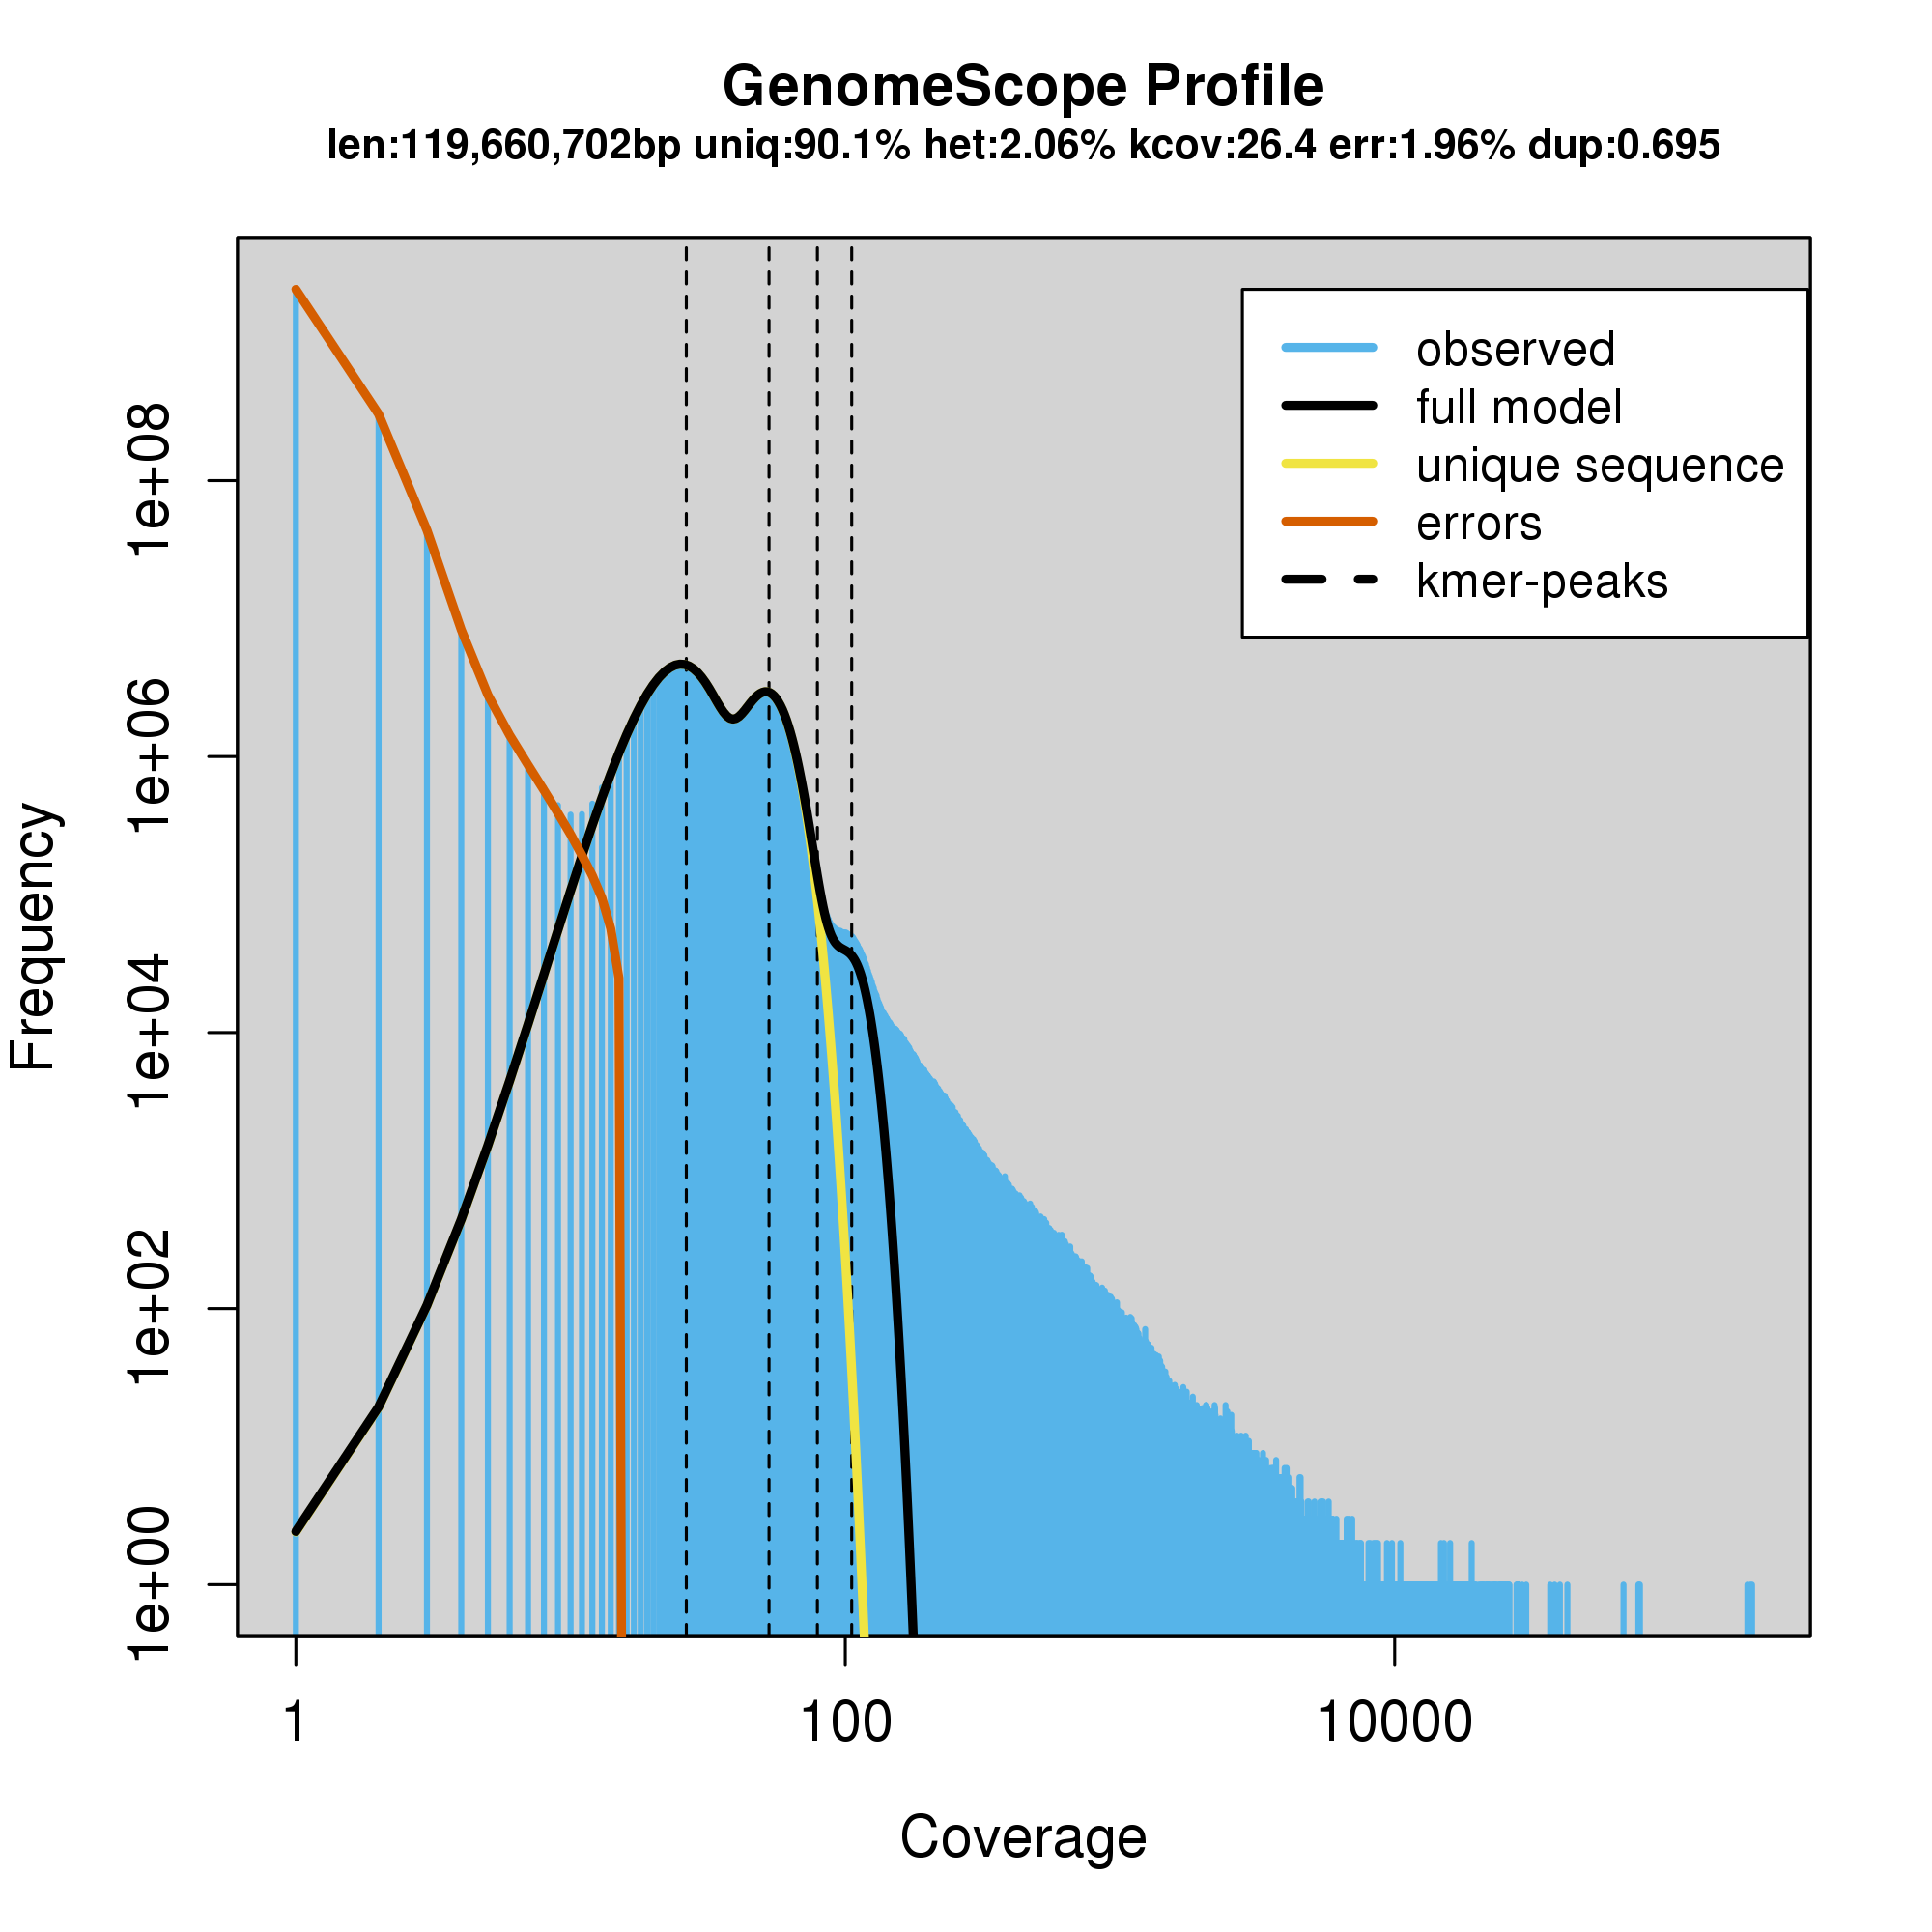 GenomeScope Profile
len:119,660,702bp uniq:90.1% het:2.06% kcov:26.4 err:1.96% dup:0.695
observed
full model
unique sequence
errors
kmer-peaks
Frequency
1e+08
1e+06
1e+04
1e+02
1e+00
1
100
10000
Coverage